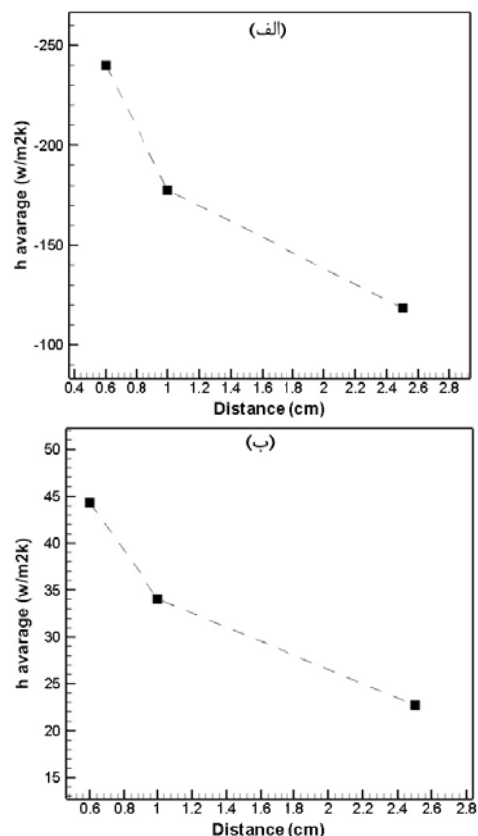 (الف)
-250
-200
-150
-100
h avarage (w/m2k)
0.4 0.6 0.8 1 1.2 1.4 1.6 1.8 2 2.2 2.4 2.6 2.8
Distance (cm)
(ب)
50
45
40
35
30
25
20
15
h avarage (w/m2k)
0.6 0.8 1 1.2 1.4 1.6 1.8 2 2.2 2.4 2.6 2.8
Distance (cm)